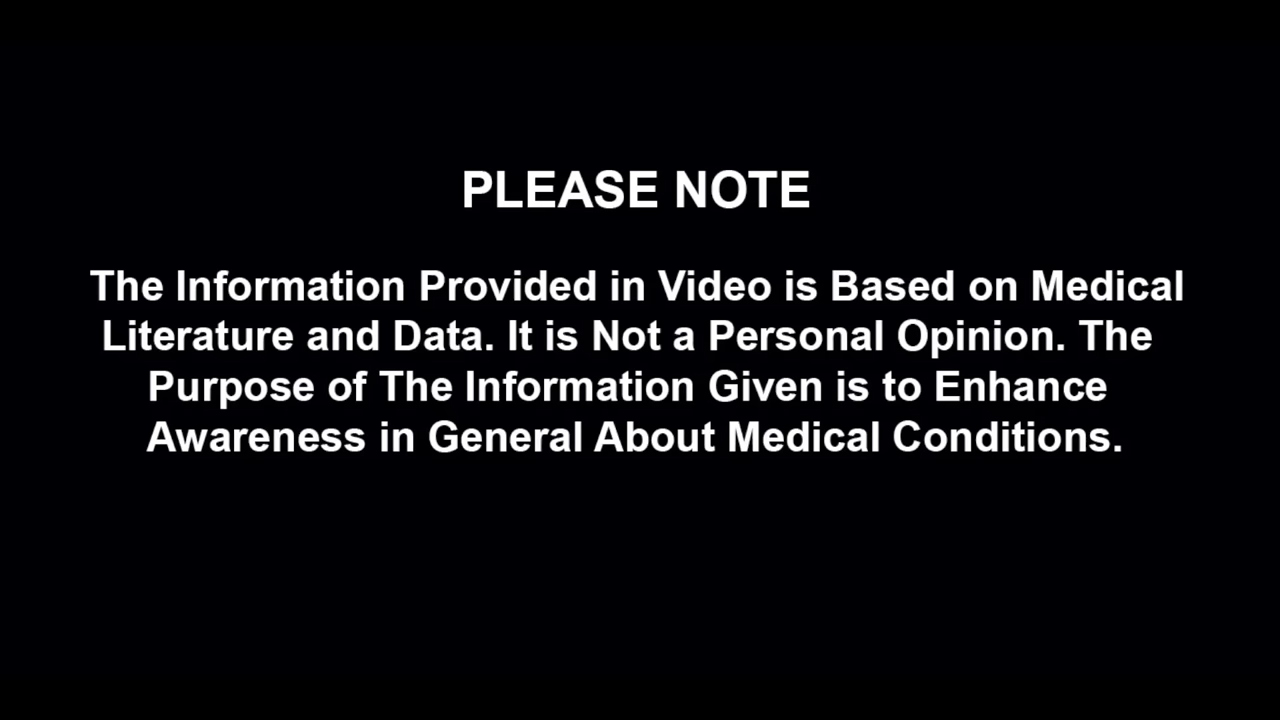 PLEASE NOTE
The Information Provided in Video is Based on Medical
Literature and Data. It is Not a Personal Opinion. The
Purpose of The Information Given is to Enhance
Awareness in General About Medical Conditions.